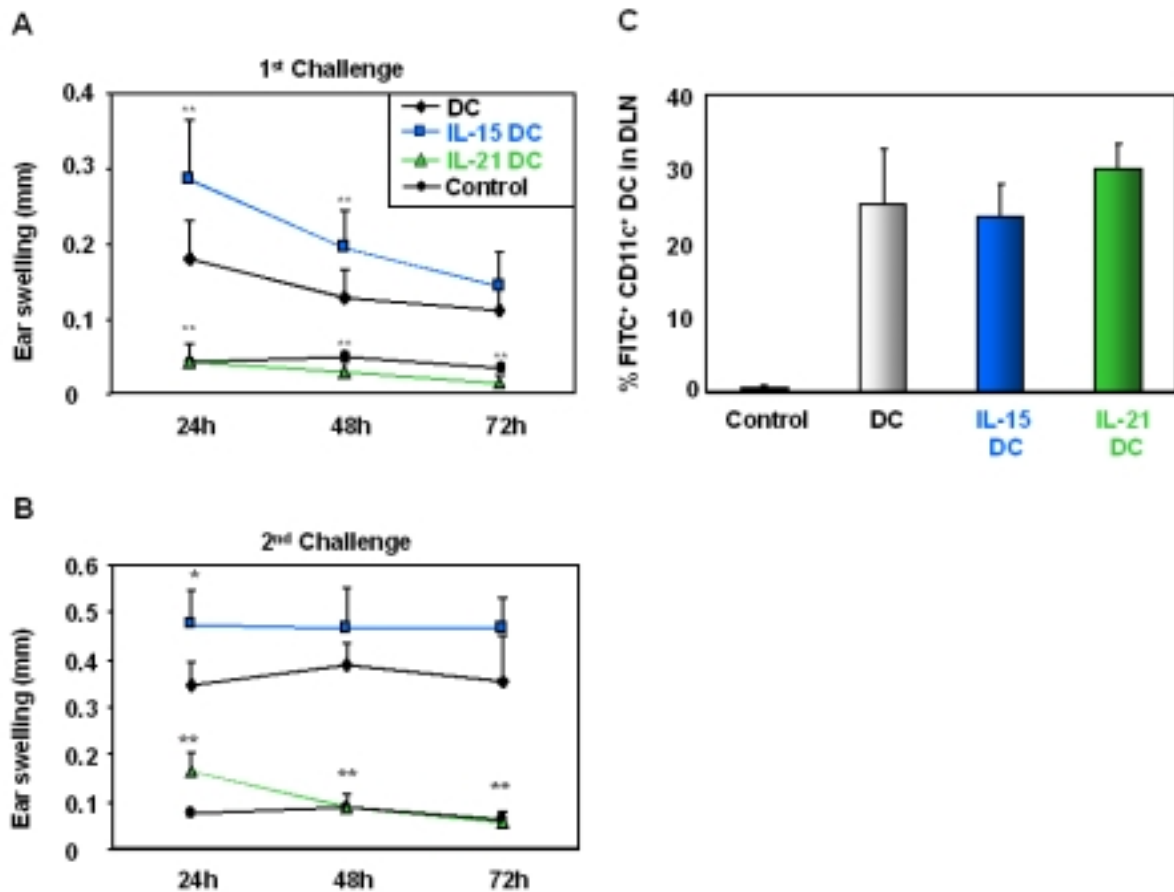 A
1st Challenge
0.4
0.3
0.2
0.1
0
Ear swelling (mm)
DC
IL-15 DC
IL-21 DC
Control
**
**
**
**
**
24h
48h
72h
B
2nd Challenge
0.6
0.5
0.4
0.3
0.2
0.1
0
Ear swelling (mm)
*
**
**
**
24h
48h
72h
C
40
30
20
10
0
% FITC+ CD11c+ DC in DLN
Control
DC
IL-15
DC
IL-21
DC